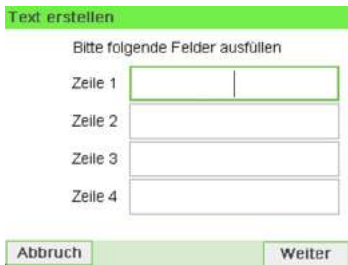 Text erstellen
Bitte folgende Felder ausfüllen
Zeile 1
Zeile 2
Zeile 3
Zeile 4
Abbruch Weiter